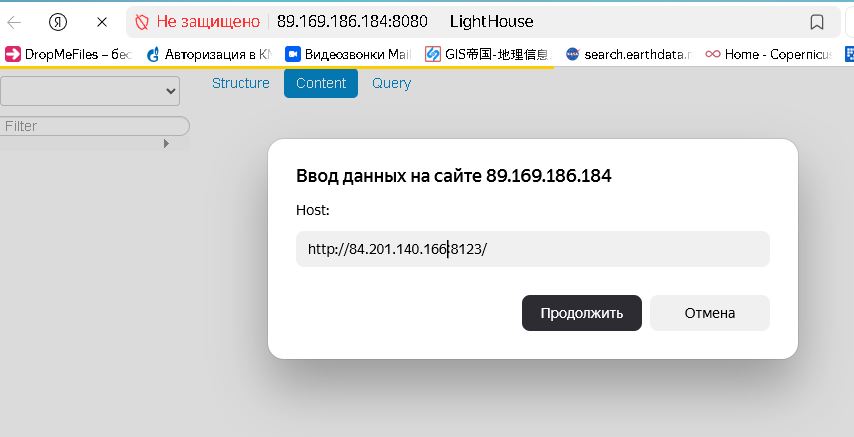 Я Не защищено 89.169.186.184:8080 LightHouse
DropMeFiles – бес Авторизация в КМ Видеозвонки Mail GIS帝国-地理信息 search.earthdata.n Home - Copernicus
Structure Content Query
Filter
Ввод данных на сайте 89.169.186.184
Host:
http://84.201.140.166:8123/
Продолжить Отмена